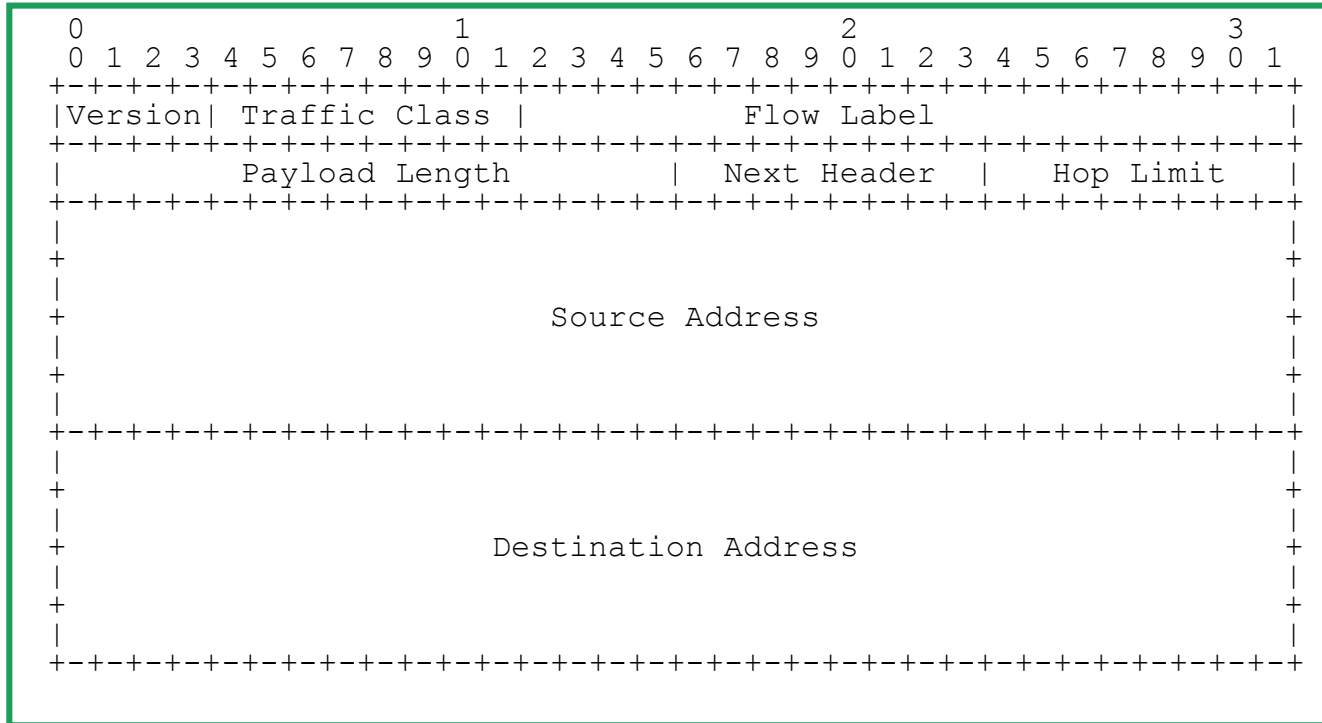 0                   1                   2                   3
 0 1 2 3 4 5 6 7 8 9 0 1 2 3 4 5 6 7 8 9 0 1 2 3 4 5 6 7 8 9 0 1
+-+-+-+-+-+-+-+-+-+-+-+-+-+-+-+-+-+-+-+-+-+-+-+-+-+-+-+-+-+-+-+-+
|Version| Traffic Class |           Flow Label                  |
+-+-+-+-+-+-+-+-+-+-+-+-+-+-+-+-+-+-+-+-+-+-+-+-+-+-+-+-+-+-+-+-+
|         Payload Length        |  Next Header  |   Hop Limit   |
+-+-+-+-+-+-+-+-+-+-+-+-+-+-+-+-+-+-+-+-+-+-+-+-+-+-+-+-+-+-+-+-+
|                                                               |
+                                                               +
|                                                               |
+                         Source Address                        +
|                                                               |
+                                                               +
|                                                               |
+-+-+-+-+-+-+-+-+-+-+-+-+-+-+-+-+-+-+-+-+-+-+-+-+-+-+-+-+-+-+-+-+
|                                                               |
+                                                               +
|                                                               |
+                      Destination Address                      +
|                                                               |
+                                                               +
|                                                               |
+-+-+-+-+-+-+-+-+-+-+-+-+-+-+-+-+-+-+-+-+-+-+-+-+-+-+-+-+-+-+-+-+